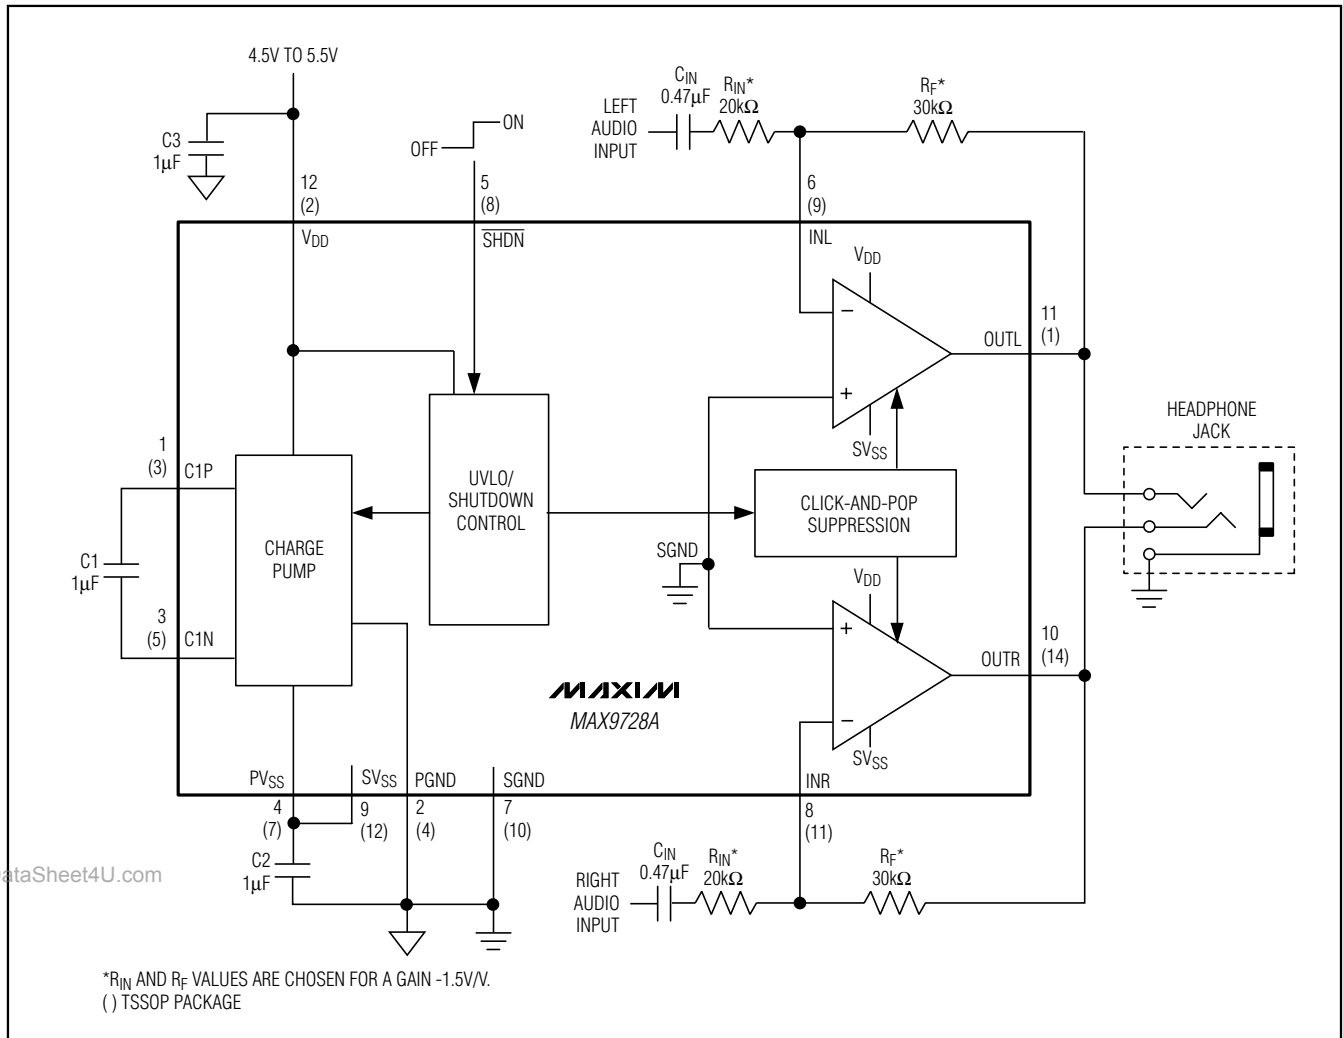 4.5V TO 5.5V
C3
1µF
OFF
ON
12
(2)
VDD
5
(8)
SHDN
LEFT
AUDIO
INPUT
CIN
0.47µF
RIN*
20kΩ
RF*
30kΩ
6
(9)
INL
VDD
−
+
SVSS
OUTL
11
(1)
HEADPHONE
JACK
1
(3)
C1P
C1
1µF
3
(5)
C1N
CHARGE
PUMP
UVLO/
SHUTDOWN
CONTROL
CLICK-AND-POP
SUPPRESSION
SGND
VDD
+
−
SVSS
OUTR
10
(14)
MAXIM
MAX9728A
PVSS
SVSS
PGND
SGND
INR
4
(7)
9
(12)
2
(4)
7
(10)
8
(11)
C2
1µF
RIGHT
AUDIO
INPUT
CIN
0.47µF
RIN*
20kΩ
RF*
30kΩ
ataSheet4U.com
*RIN AND RF VALUES ARE CHOSEN FOR A GAIN -1.5V/V.
( ) TSSOP PACKAGE